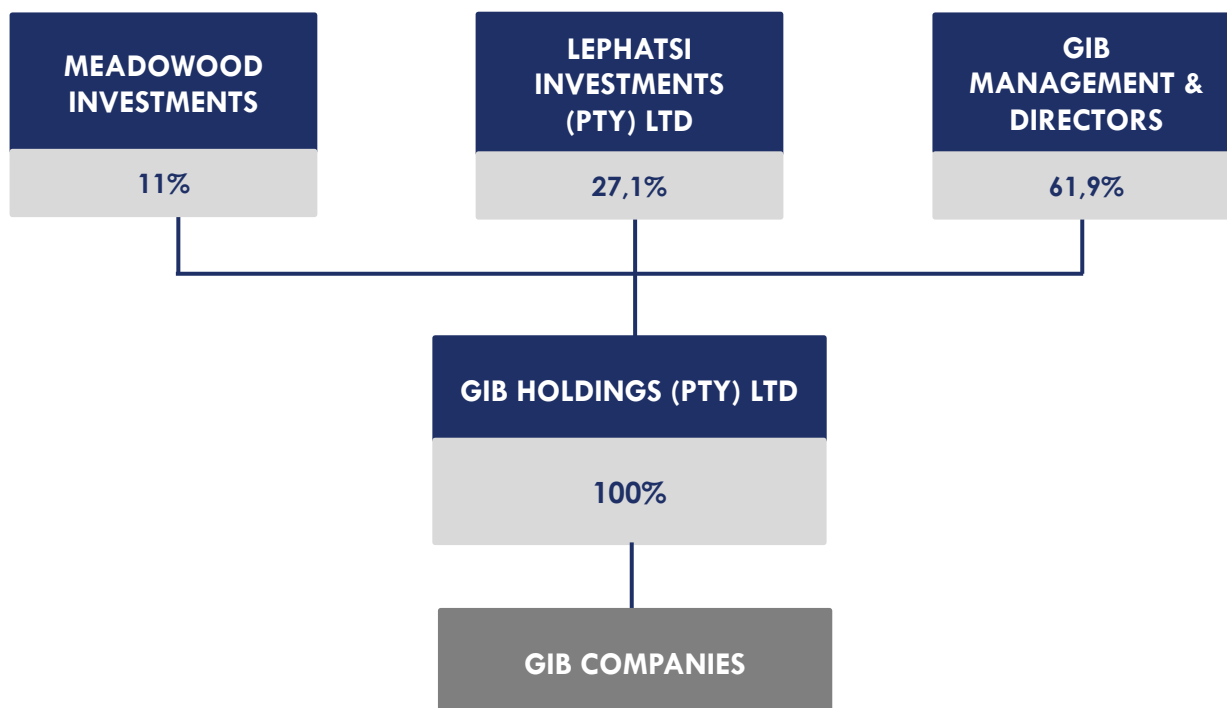 MEADOWOOD
INVESTMENTS
11%
LEPHATSI
INVESTMENTS
(PTY) LTD
27,1%
GIB
MANAGEMENT &
DIRECTORS
61,9%
GIB HOLDINGS (PTY) LTD
100%
GIB COMPANIES